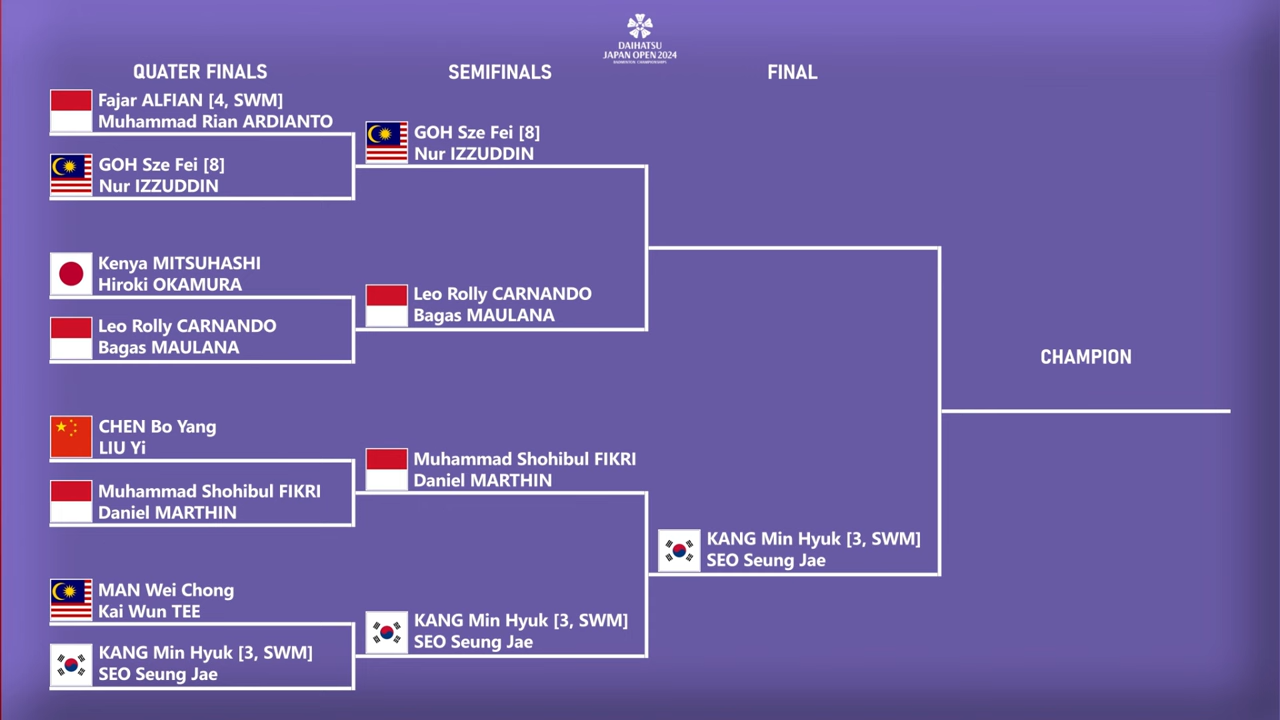 DAIHATSU
JAPAN OPEN 2024
QUATER FINALS
SEMIFINALS
FINAL
Fajar ALFIAN [4, SWM]
Muhammad Rian ARDIANTO
GOH Sze Fei [8]
Nur IZZUDDIN
Kenya MITSUHASHI
Hiroki OKAMURA
Leo Rolly CARNANDO
Bagas MAULANA
CHEN Bo Yang
LIU Yi
Muhammad Shohibul FIKRI
Daniel MARTHIN
MAN Wei Chong
Kai Wun TEE
KANG Min Hyuk [3, SWM]
SEO Seung Jae
GOH Sze Fei [8]
Nur IZZUDDIN
Leo Rolly CARNANDO
Bagas MAULANA
Muhammad Shohibul FIKRI
Daniel MARTHIN
KANG Min Hyuk [3, SWM]
SEO Seung Jae
KANG Min Hyuk [3, SWM]
SEO Seung Jae
CHAMPION